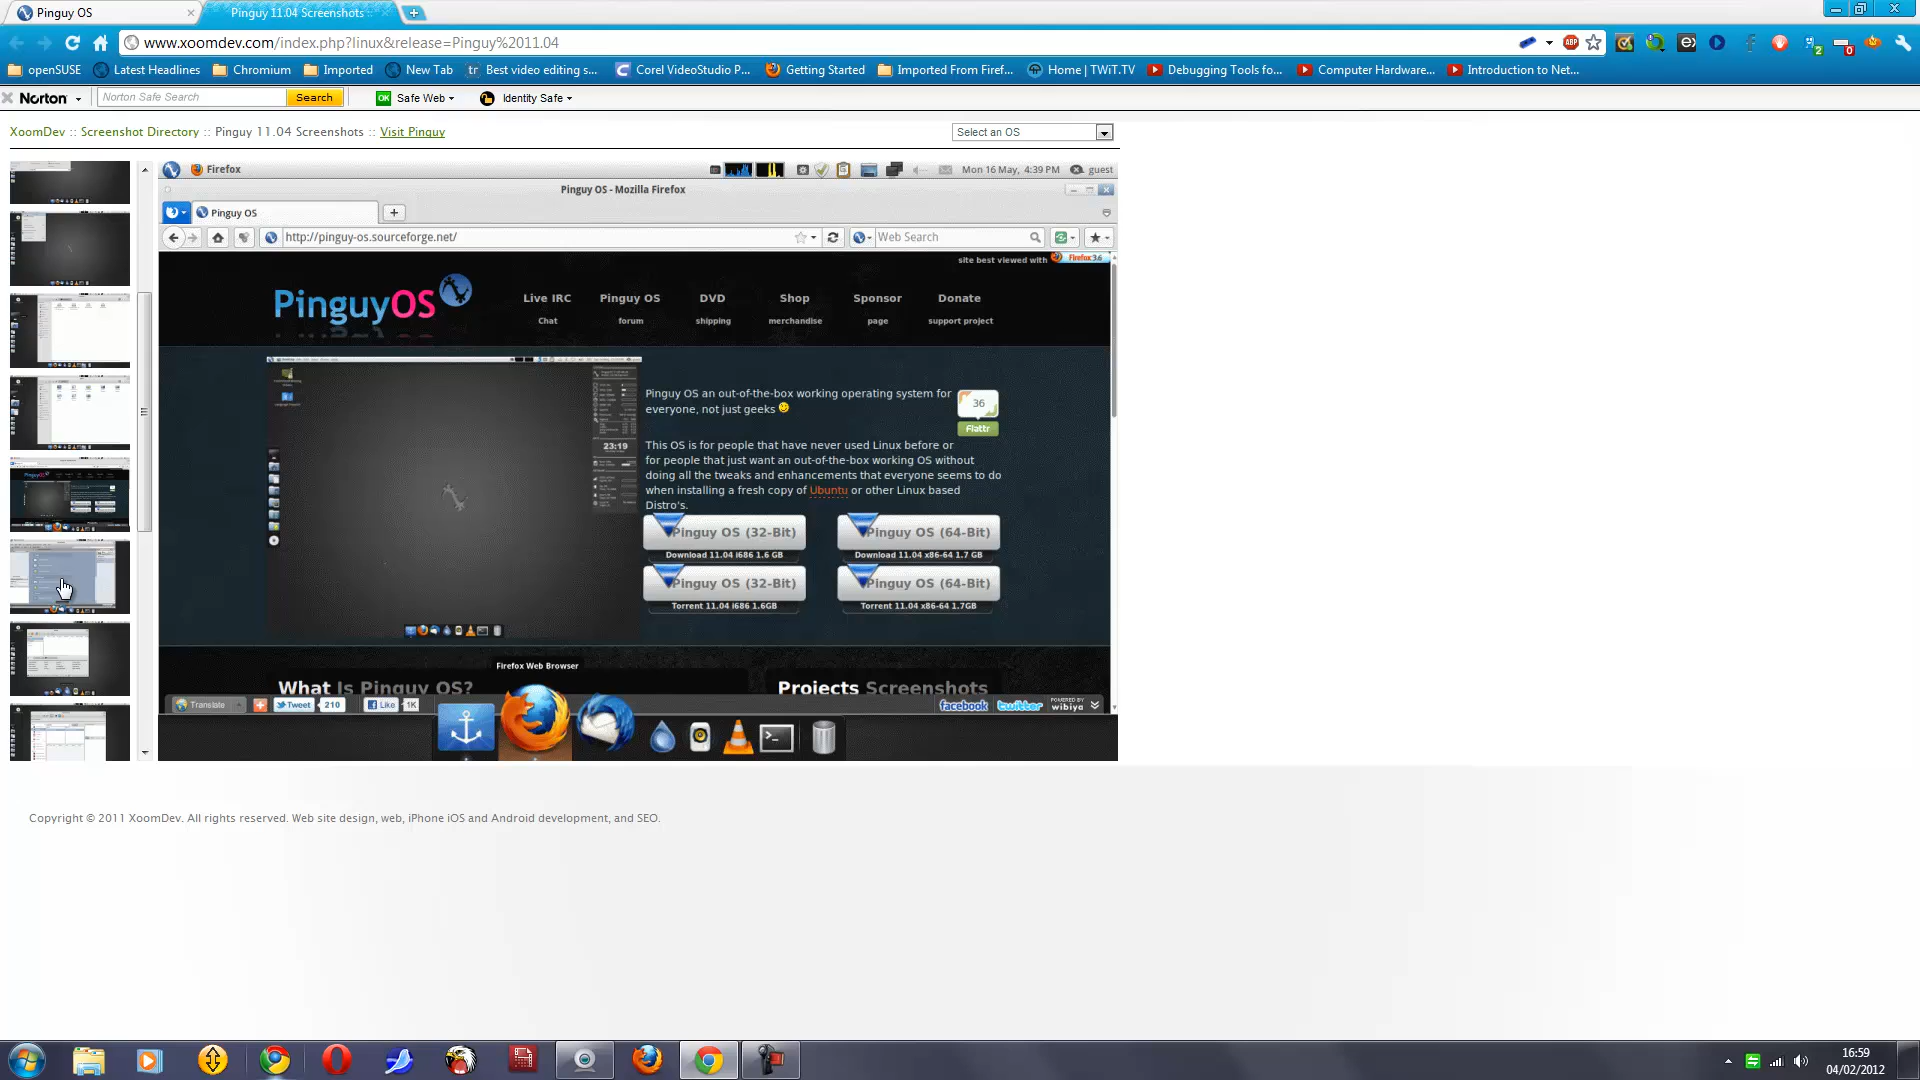 Pinguy OS
Pinguy 11.04 Screenshots
www.xoomdev.com/index.php?linux&release=Pinguy%2011.04
ABP
2
0
openSUSE
Latest Headlines
Chromium
Imported
New Tab
Best video editing s...
Corel VideoStudio P...
Getting Started
Imported From Firef...
Home | TWiT.TV
Debugging Tools fo...
Computer Hardware...
Introduction to Net...
Norton
Norton Safe Search
Search
OK
Safe Web
Identity Safe
XoomDev :: Screenshot Directory :: Pinguy 11.04 Screenshots :: Visit Pinguy
Select an OS
Firefox
Mon 16 May, 4:39 PM
guest
Pinguy OS - Mozilla Firefox
Pinguy OS
http://pinguy-os.sourceforge.net/
Web Search
site best viewed with
Firefox 3.6
PinguyOS
Live IRC
Chat
Pinguy OS
forum
DVD
shipping
Shop
merchandise
Sponsor
page
Donate
support project
Pinguy OS an out-of-the-box working operating system for
everyone, not just geeks
36
Flattr
This OS is for people that have never used Linux before or
for people that just want an out-of-the-box working OS without
doing all the tweaks and enhancements that everyone seems to do
when installing a fresh copy of Ubuntu or other Linux based
Distro's.
23:19
Pinguy OS (32-Bit)
Download 11.04 i686 1.6 GB
Pinguy OS (64-Bit)
Download 11.04 x86-64 1.7 GB
Pinguy OS (32-Bit)
Torrent 11.04 i686 1.6GB
Pinguy OS (64-Bit)
Torrent 11.04 x86-64 1.7GB
Firefox Web Browser
What Is Pinguy OS?
Projects Screenshots
Translate
Tweet
210
Like
1K
facebook
twitter
POWERED BY
wibiya
Copyright © 2011 XoomDev. All rights reserved. Web site design, web, iPhone iOS and Android development, and SEO.
16:59
04/02/2012